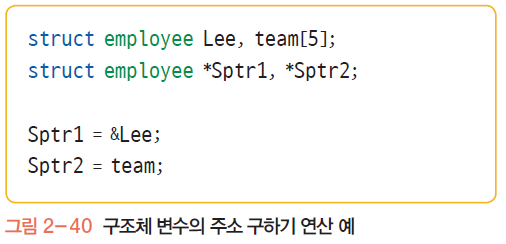 struct employee Lee, team[5];
struct employee *Sptr1, *Sptr2;
Sptr1 = &Lee;
Sptr2 = team;
그림 2-40 구조체 변수의 주소 구하기 연산 예